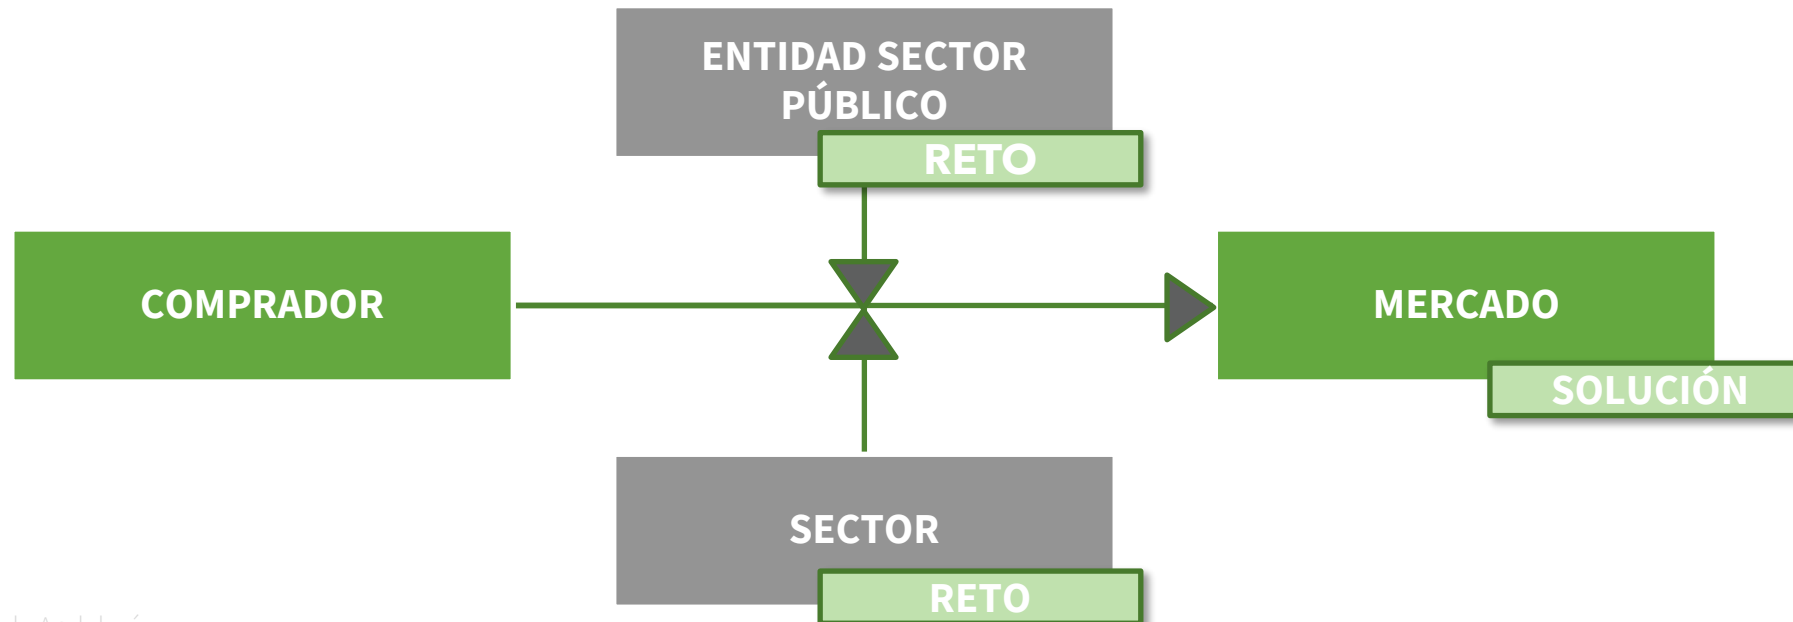 ENTIDAD SECTOR
PÚBLICO
RETO
COMPRADOR
MERCADO
SOLUCIÓN
SECTOR
RETO